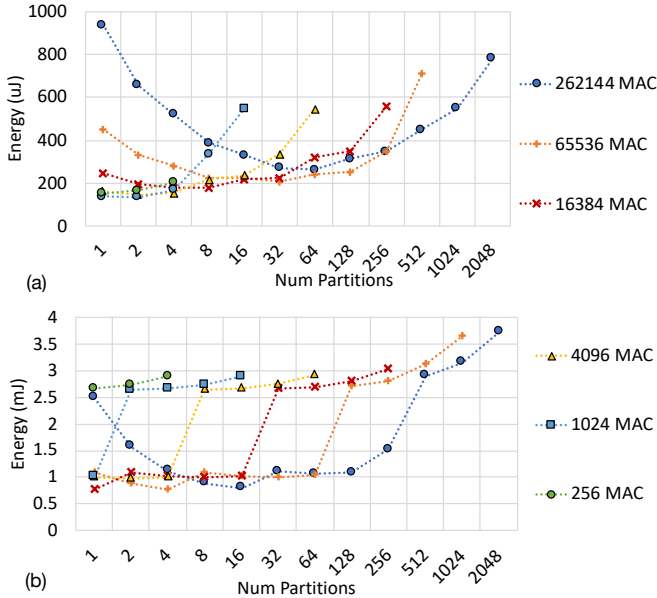 1000
800
600
400
200
0
Energy (uJ)
1 2 4 8 16 32 64 128 256 512 1024 2048
Num Partitions
(a)
262144 MAC
65536 MAC
16384 MAC
4
3.5
3
2.5
2
1.5
1
0.5
0
Energy (mJ)
1 2 4 8 16 32 64 128 256 512 1024 2048
Num Partitions
(b)
4096 MAC
1024 MAC
256 MAC